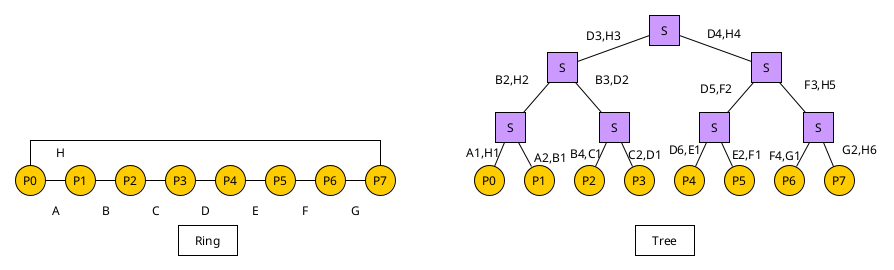 S
D3,H3
D4,H4
S
S
B2,H2
B3,D2
D5,F2
F3,H5
S
S
S
S
H
A1,H1
A2,B1
B4,C1
C2,D1
D6,E1
E2,F1
F4,G1
G2,H6
P0
P1
P2
P3
P4
P5
P6
P7
P0
P1
P2
P3
P4
P5
P6
P7
A
B
C
D
E
F
G
Ring
Tree